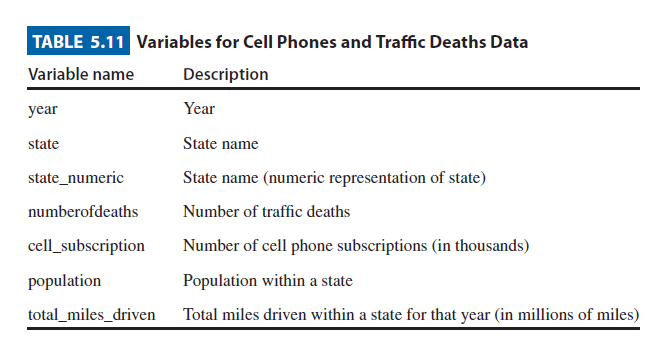 TABLE 5.11 Variables for Cell Phones and Traffic Deaths Data
Variable name Description
year Year
state State name
state_numeric State name (numeric representation of state)
numberofdeaths Number of traffic deaths
cell_subscription Number of cell phone subscriptions (in thousands)
population Population within a state
total_miles_driven Total miles driven within a state for that year (in millions of miles)